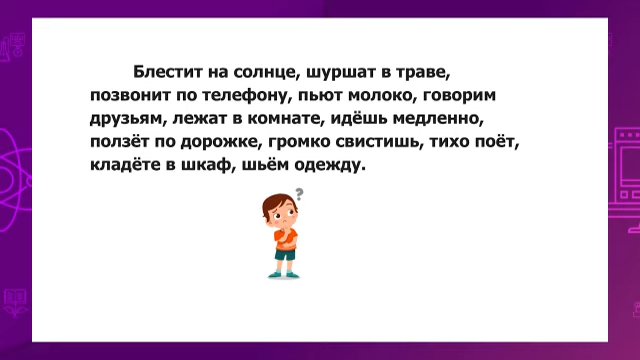 Блестит на солнце, шуршат в траве,
позвонит по телефону, пьют молоко, говорим
друзьям, лежат в комнате, идёшь медленно,
ползёт по дорожке, громко свистишь, тихо поёт,
кладёте в шкаф, шьём одежду.
?